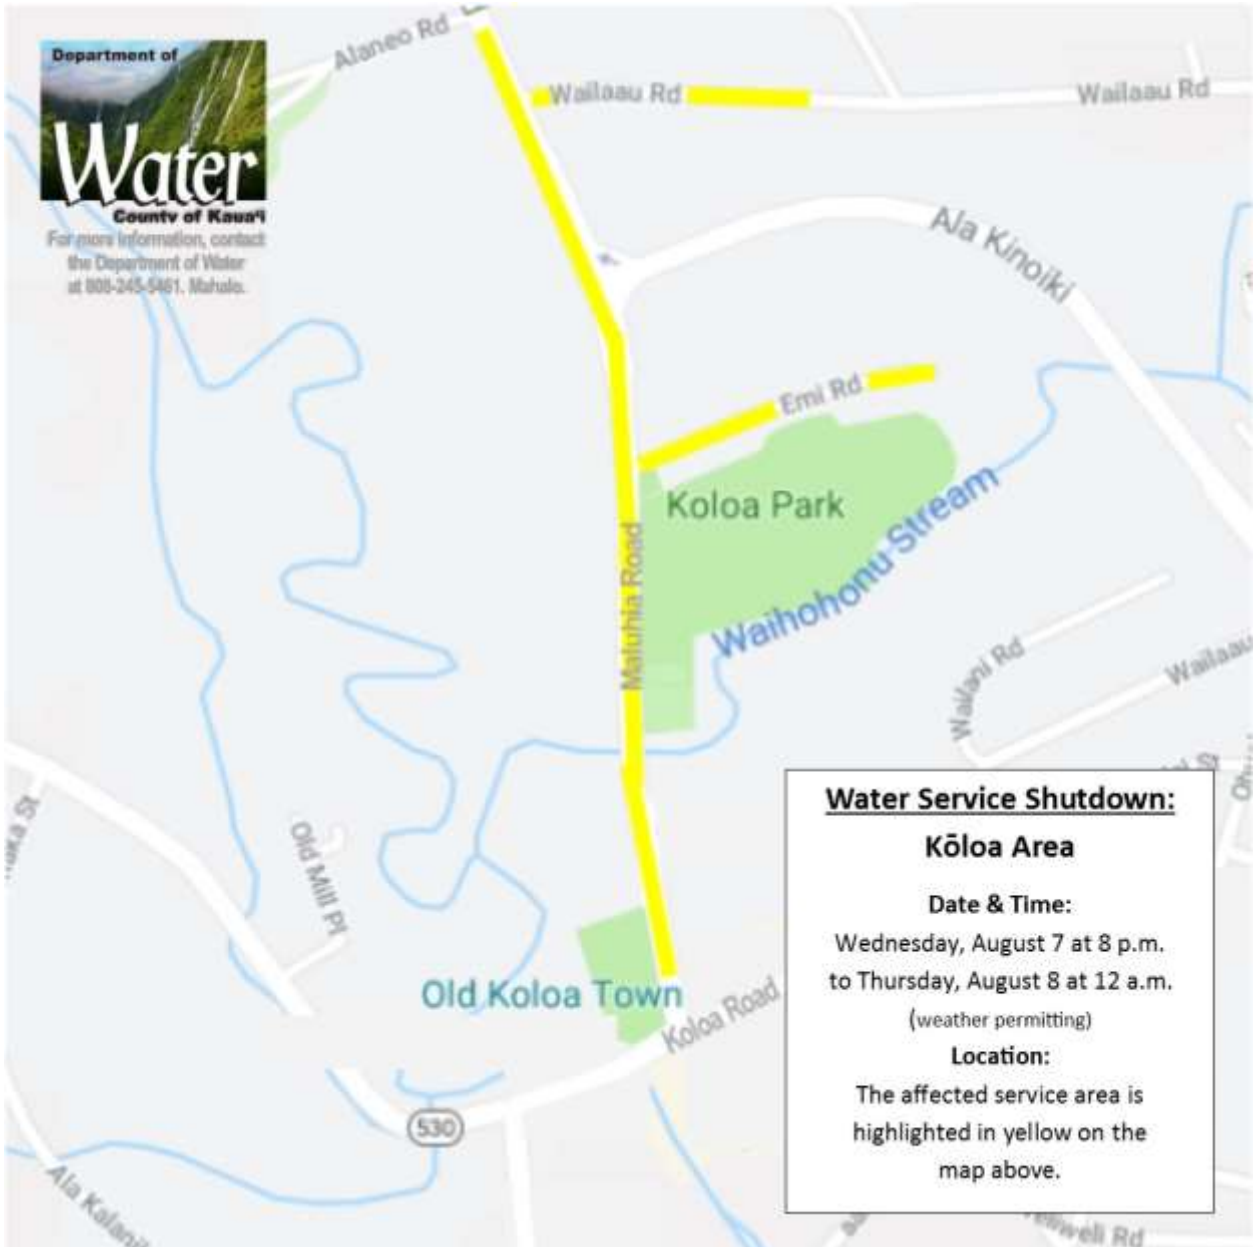 Department of
Water
County of Kaua'i
For more information, contact
the Department of Water
at 808-245-5461. Mahalo.
Alaneo Rd
Wailaau Rd
Wailaau Rd
Ala Kinoiki
Emi Rd
Koloa Park
Waihohonu Stream
Maluhia Road
Wailani Rd
Wailaau
Old Mill Pl
Old Koloa Town
Koloa Road
530
Water Service Shutdown:
Kōloa Area
Date & Time:
Wednesday, August 7 at 8 p.m.
to Thursday, August 8 at 12 a.m.
(weather permitting)
Location:
The affected service area is
highlighted in yellow on the
map above.